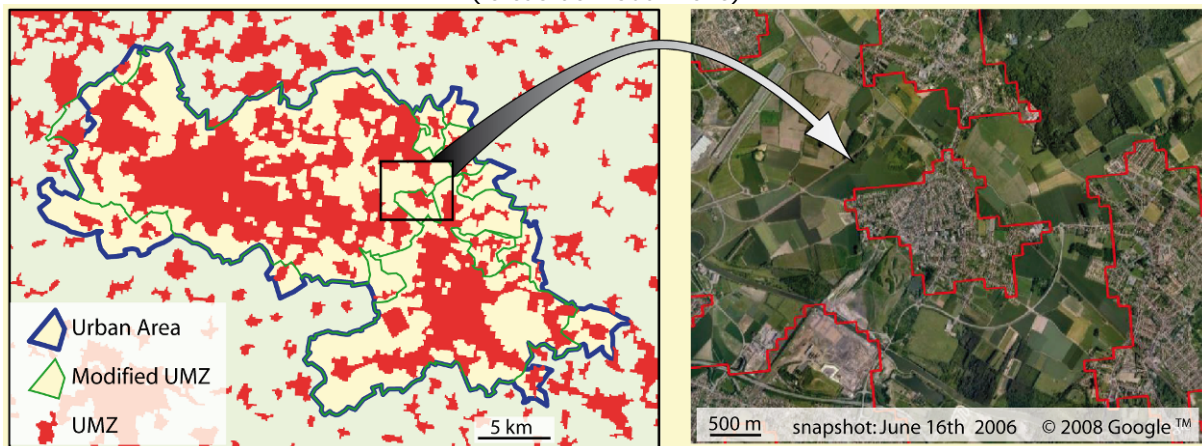 Urban Area
Modified UMZ
UMZ
5 km
500 m
snapshot: June 16th 2006 © 2008 Google ™